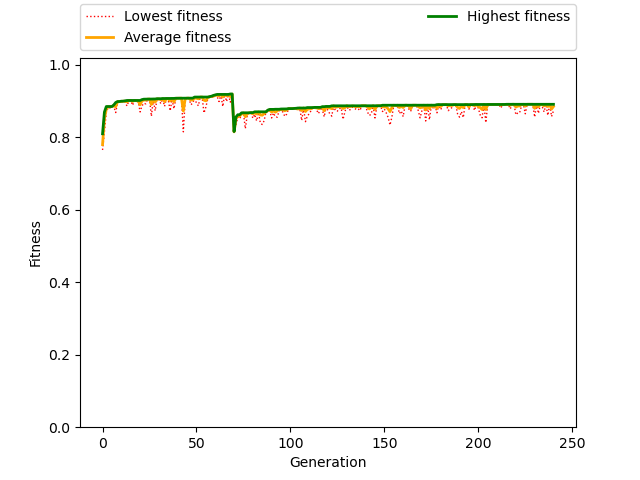 Lowest fitness
Average fitness
Highest fitness
1.0
0.8
0.6
0.4
0.2
0.0
Fitness
0 50 100 150 200 250
Generation